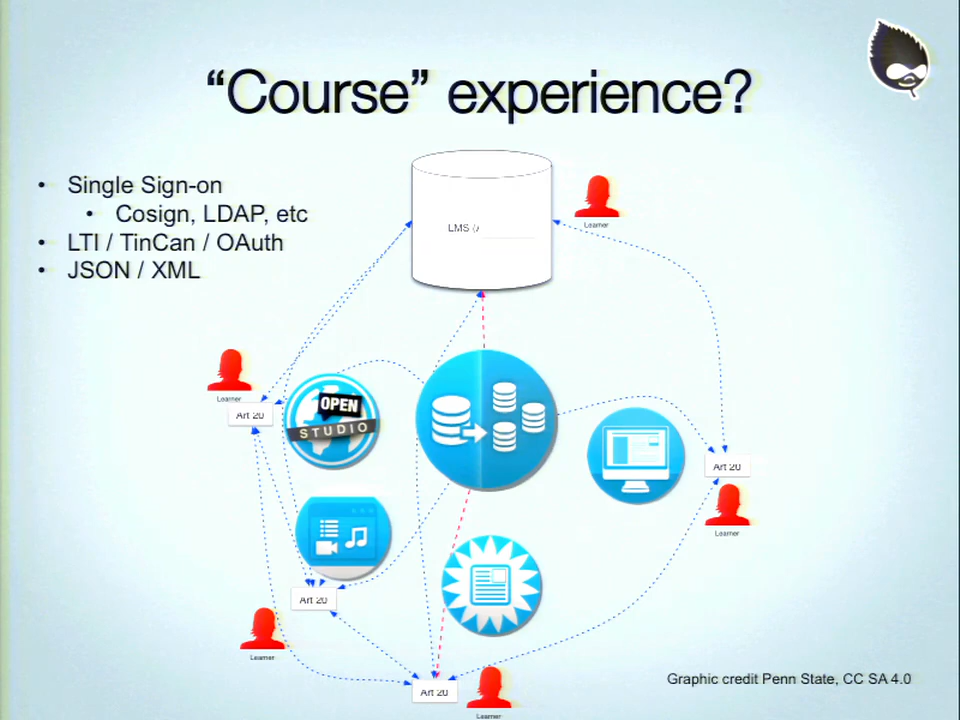 “Course” experience?
• Single Sign-on
• Cosign, LDAP, etc
• LTI / TinCan / OAuth
• JSON / XML
LMS (/
Learner
Learner
Art 20
OPEN
STUDIO
Art 20
Learner
Art 20
Learner
Art 20
Learner
Graphic credit Penn State, CC SA 4.0